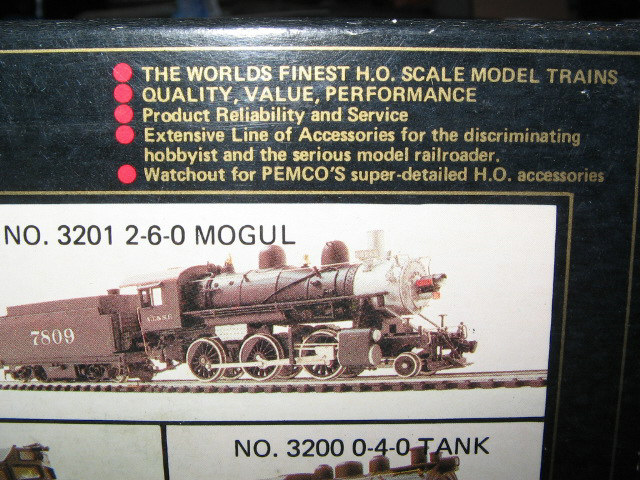 THE WORLDS FINEST H.O. SCALE MODEL TRAINS
QUALITY, VALUE, PERFORMANCE
Product Reliability and Service
Extensive Line of Accessories for the discriminating
hobbyist and the serious model railroader.
Watchout for PEMCO'S super-detailed H.O. accessories
NO. 3201 2-6-0 MOGUL
7809
NO. 3200 0-4-0 TANK